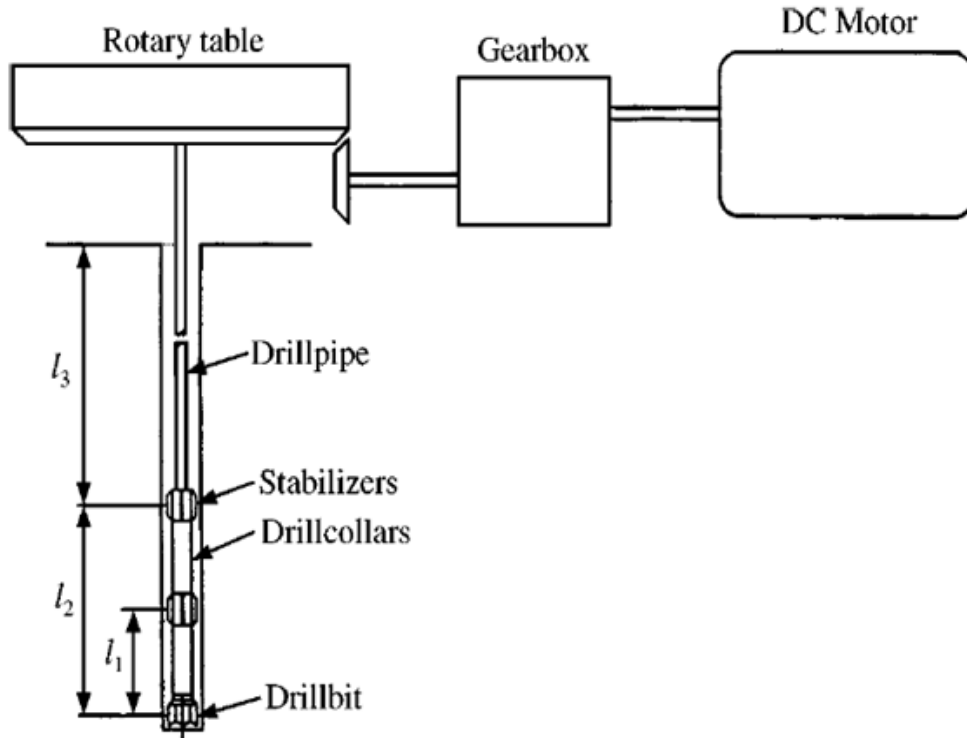 Rotary table
Gearbox
DC Motor
l₃
Drillpipe
Stabilizers
Drillcollars
l₂
l₁
Drillbit